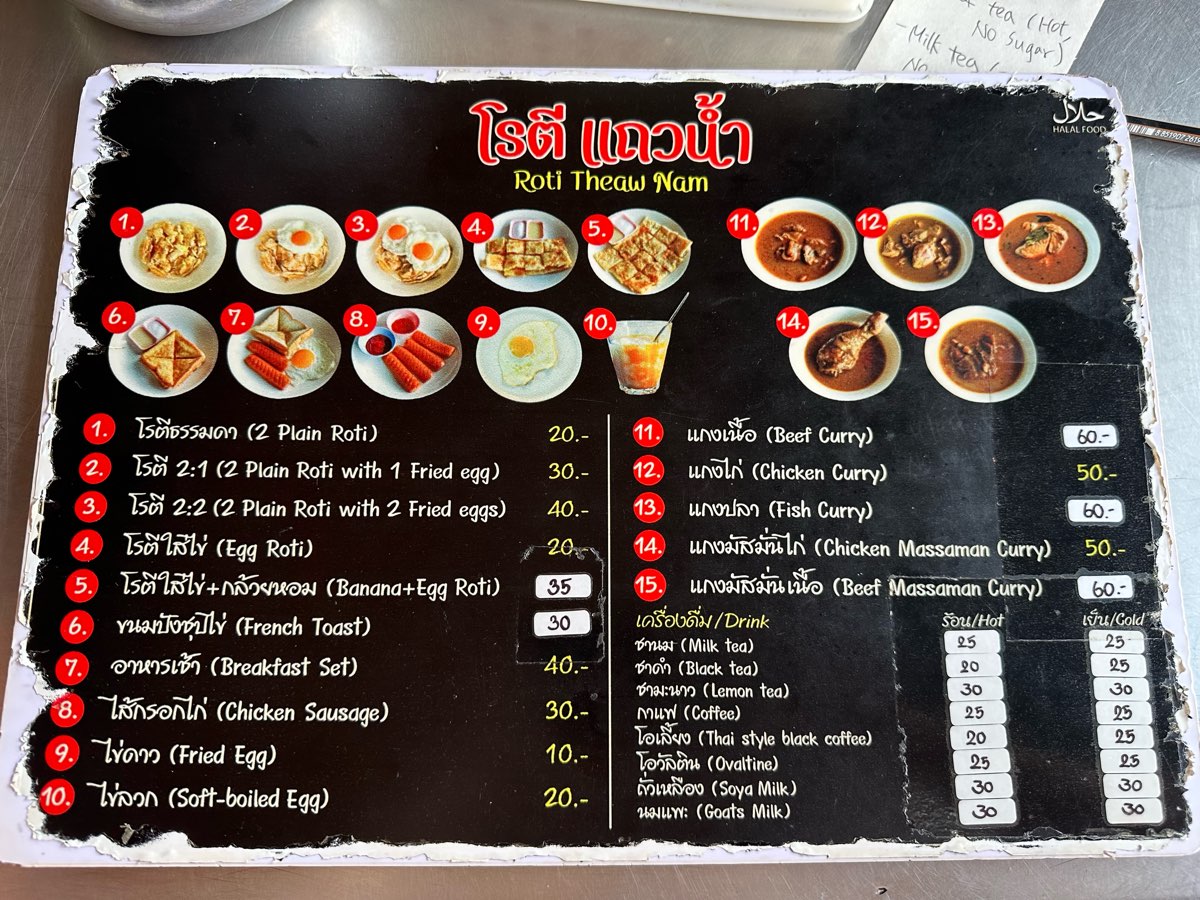 & tea (Hot,
No Sugar)
- Milk tea (
No
8 85190
حلال
HALAL FOOD
โรตี แถวน้ำ
Roti Theaw Nam
1. 2. 3. 4. 5. 11. 12. 13.
6. 7. 8. 9. 10. 14. 15.
1. โรตีธรรมดา (2 Plain Roti) 20.-
2. โรตี 2:1 (2 Plain Roti with 1 Fried egg) 30.-
3. โรตี 2:2 (2 Plain Roti with 2 Fried eggs) 40.-
4. โรตีใส่ไข่ (Egg Roti) 20.-
5. โรตีใส่ไข่+กล้วยหอม (Banana+Egg Roti) 35
6. ขนมปังชุปไข่ (French Toast) 30
7. อาหารเช้า (Breakfast Set) 40.-
8. ไส้กรอกไก่ (Chicken Sausage) 30.-
9. ไข่ดาว (Fried Egg) 10.-
10. ไข่ลวก (Soft-boiled Egg) 20.-
11. แกงเนื้อ (Beef Curry) 60.-
12. แกงไก่ (Chicken Curry) 50.-
13. แกงปลา (Fish Curry) 60.-
14. แกงมัสมั่นไก่ (Chicken Massaman Curry) 50.-
15. แกงมัสมั่นเนื้อ (Beef Massaman Curry) 60.-
เครื่องดื่ม/Drink ร้อน/Hot เย็น/Cold
ชานม (Milk tea) 25 25
ชาดำ (Black tea) 20 25
ชามะนาว (Lemon tea) 30 30
กาแฟ (Coffee) 25 25
โอเลี้ยง (Thai style black coffee) 20 25
โอวัลติน (Ovaltine) 25 25
ถั่วเหลือง (Soya Milk) 30 30
นมแพะ (Goats Milk) 30 30